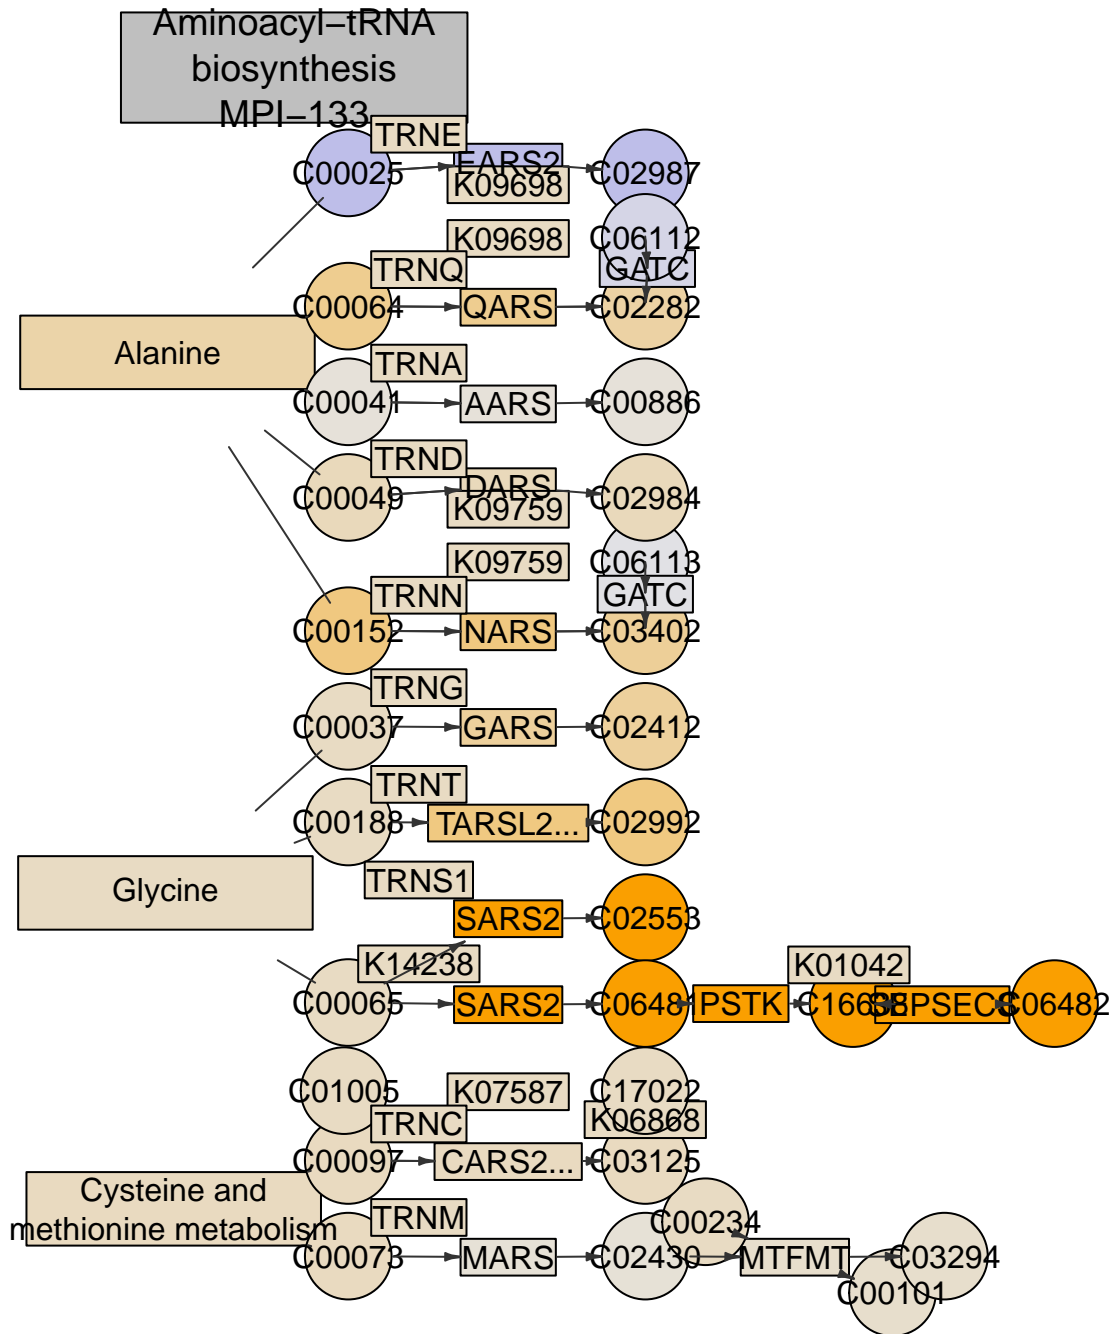 Aminoacyl−tRNA
biosynthesis
MPI−133
TRNE
C00025
EARS2
C02987
K09698
K09698
C06112
TRNQ
GATC
C00064
QARS
C02282
Alanine
TRNA
C00041
AARS
C00886
TRND
C00049
DARS
C02984
K09759
K09759
C06113
TRNN
GATC
C00152
NARS
C03402
TRNG
C00037
GARS
C02412
TRNT
C00188
TARSL2...
C02992
Glycine
TRNS1
SARS2
C02553
K14238
K01042
C00065
SARS2
C06481
PSTK
C16638
SEPSECS
C06482
C01005
K07587
C17022
TRNC
K06868
C00097
CARS2...
C03125
Cysteine and
methionine metabolism
TRNM
C00234
C00073
MARS
C02430
MTFMT
C03294
C00101